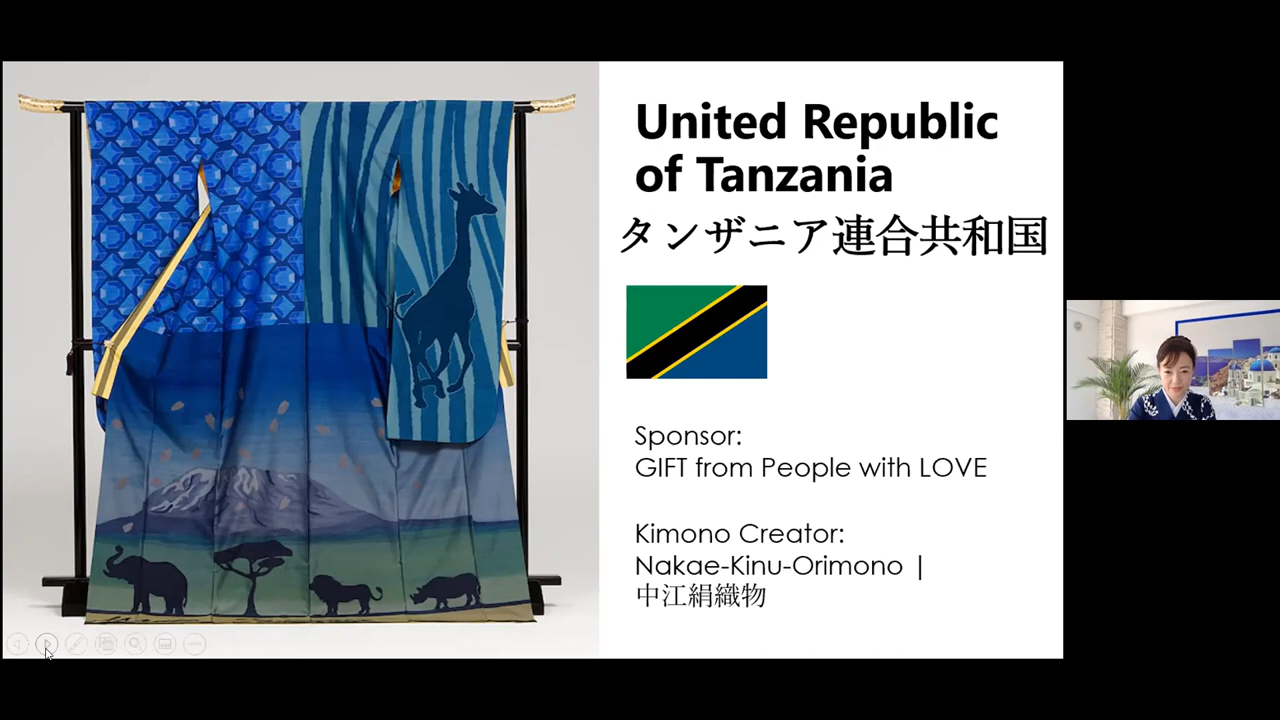 United Republic
of Tanzania
タンザニア連合共和国
Sponsor:
GIFT from People with LOVE
Kimono Creator:
Nakae-Kinu-Orimono |
中江絹織物